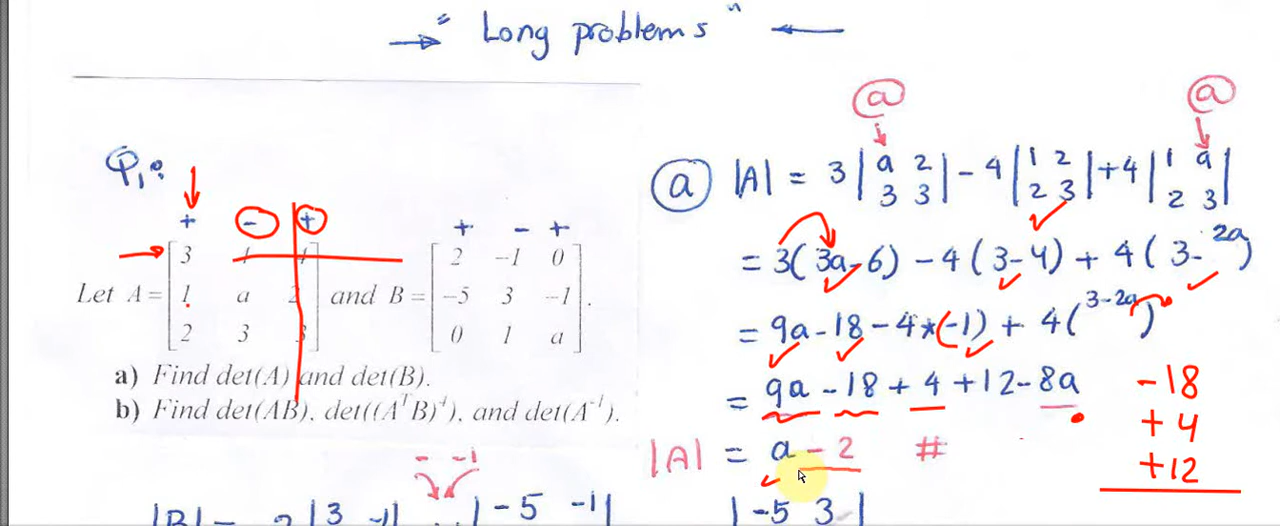 → "Long problems" ←
@ @
Q1:
+ - +
Let A = [3 4 4; 1 a 2; 2 3 3] and B = [2 -1 0; -5 3 -1; 0 1 a].
+ - +
a) Find det(A) and det(B).
b) Find det(AB), det((AᵀB)⁻¹), and det(A⁻¹).
ⓐ |A| = 3 |a 2; 3 3| - 4 |1 2; 2 3| + 4 |1 a; 2 3|
= 3(3a-6) - 4(3-4) + 4(3-2a)
= 9a - 18 - 4*(-1) + 4(3-2a)
= 9a - 18 + 4 + 12 - 8a
|A| = a - 2 #
-18
+4
+12
- -1
|B| = 2 |3 -1| |-5 -1|
|-5 3|